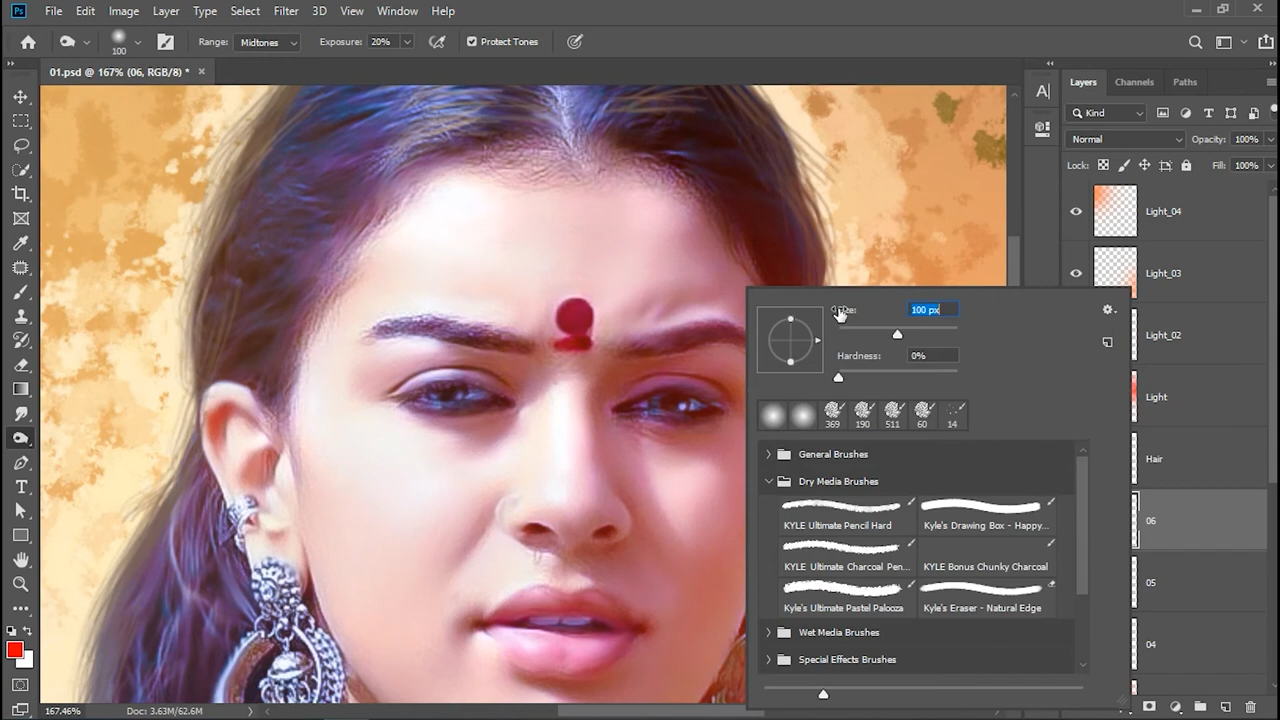 Ps File Edit Image Layer Type Select Filter 3D View Window Help
100 Range: Midtones Exposure: 20% Protect Tones
01.psd @ 167% (06, RGB/8) * ×
Layers Channels Paths
Kind
Normal Opacity: 100%
Lock: Fill: 100%
Light_04
Light_03
Light_02
Light
Hair
06
05
04
100 px
Hardness: 0%
369 190 511 60 14
General Brushes
Dry Media Brushes
KYLE Ultimate Pencil Hard Kyle's Drawing Box - Happy...
KYLE Ultimate Charcoal Pen... KYLE Bonus Chunky Charcoal
Kyle's Ultimate Pastel Palooza Kyle's Eraser - Natural Edge
Wet Media Brushes
Special Effects Brushes
167.46% Doc: 3.63M/62.6M